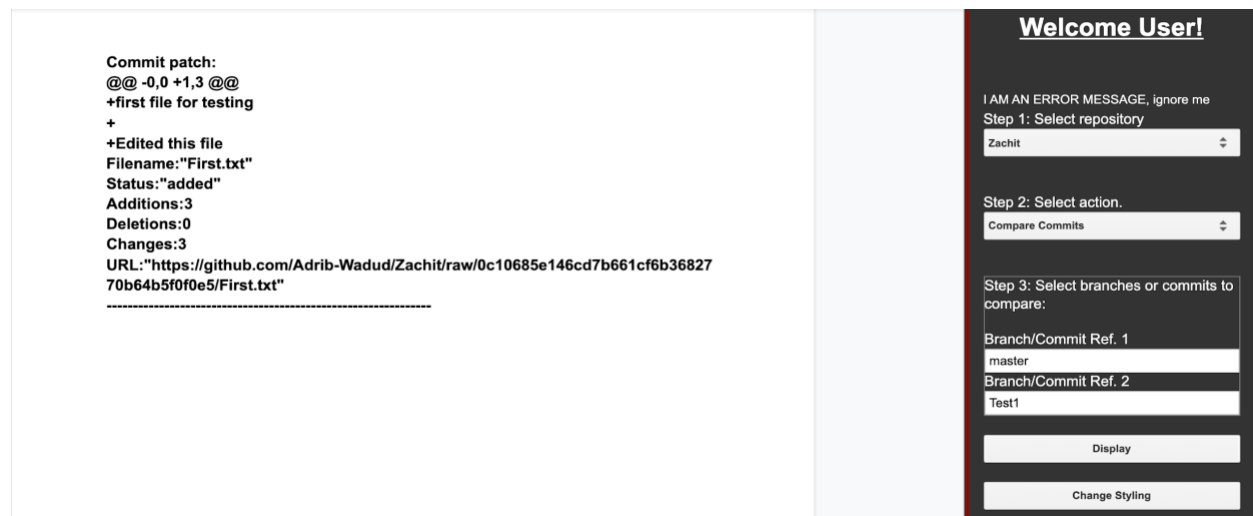 Commit patch:
@@ -0,0 +1,3 @@
+first file for testing
+
+Edited this file
Filename:"First.txt"
Status:"added"
Additions:3
Deletions:0
Changes:3
URL:"https://github.com/Adrib-Wadud/Zachit/raw/0c10685e146cd7b661cf6b36827
70b64b5f0f0e5/First.txt"
--------------------------------------------------------------
Welcome User!
I AM AN ERROR MESSAGE, ignore me
Step 1: Select repository
Zachit
Step 2: Select action.
Compare Commits
Step 3: Select branches or commits to
compare:
Branch/Commit Ref. 1
master
Branch/Commit Ref. 2
Test1
Display
Change Styling